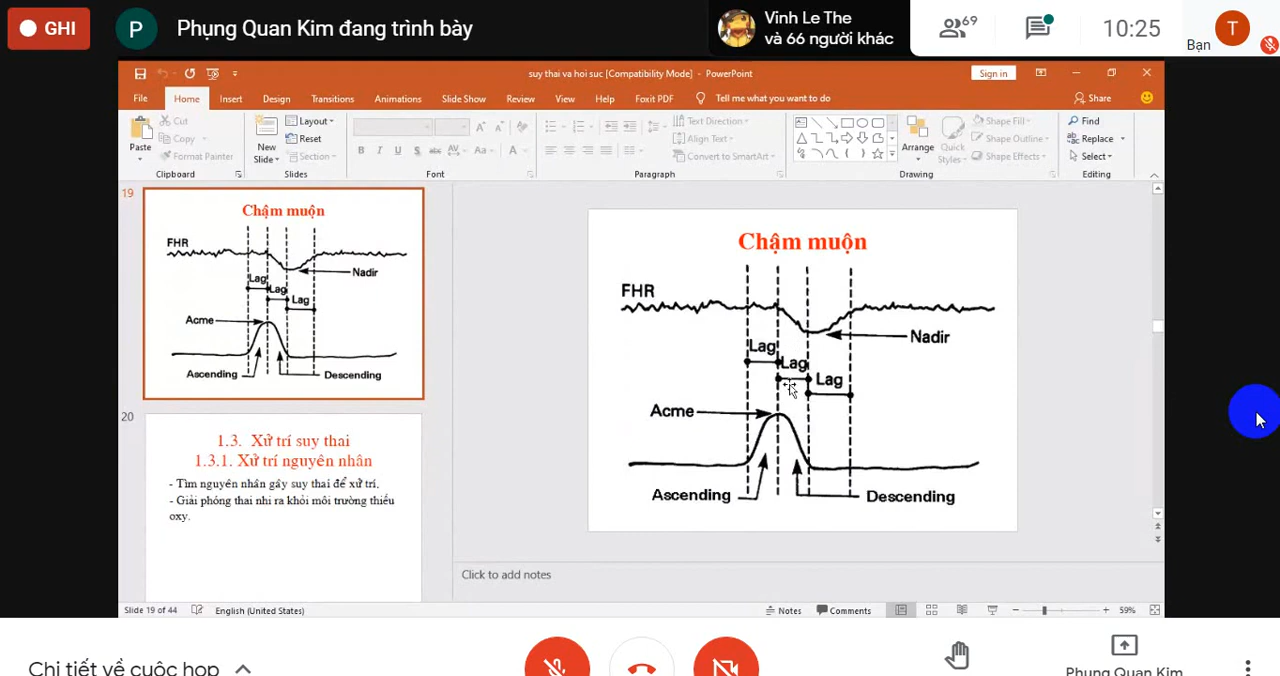 GHI
P
Phụng Quan Kim đang trình bày
Vinh Le The
và 66 người khác
69
10:25
Bạn
T
suy thai va hoi suc [Compatibility Mode] - PowerPoint
Sign in
File
Home
Insert
Design
Transitions
Animations
Slide Show
Review
View
Help
Foxit PDF
Tell me what you want to do
Share
Paste
Cut
Copy
Format Painter
Clipboard
New
Slide
Layout
Reset
Section
Slides
B I U S abc AV Aa A
Font
Text Direction
Align Text
Convert to SmartArt
Paragraph
Arrange
Quick
Styles
Shape Fill
Shape Outline
Shape Effects
Drawing
Find
Replace
Select
Editing
19
Chậm muộn
FHR
Nadir
Lag
Lag
Lag
Acme
Ascending
Descending
20
1.3. Xử trí suy thai
1.3.1. Xử trí nguyên nhân
- Tìm nguyên nhân gây suy thai để xử trí.
- Giải phóng thai nhi ra khỏi môi trường thiếu
oxy.
Chậm muộn
FHR
Nadir
Lag
Lag
Lag
Acme
Ascending
Descending
Click to add notes
Slide 19 of 44
English (United States)
Notes
Comments
59%
Chi tiết về cuộc họp
Phụng Quan Kim